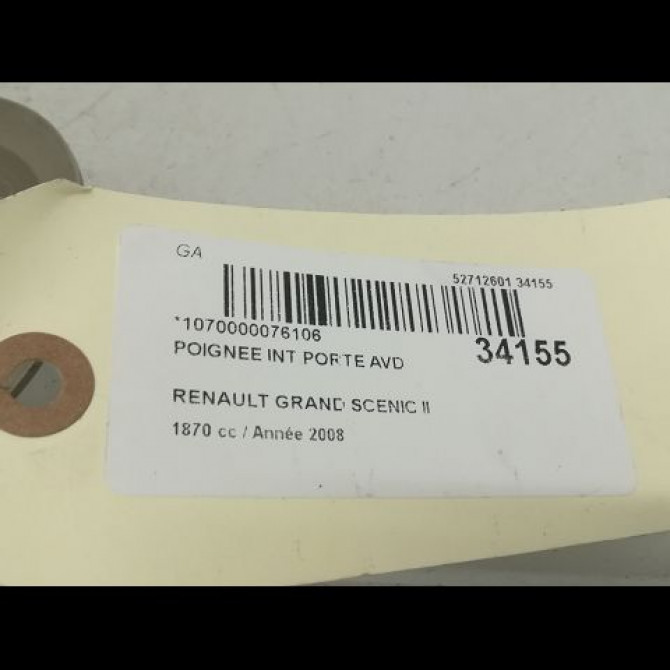 GA
52712601 34155
*1070000076106
34155
POIGNEE INT PORTE AVD
RENAULT GRAND SCENIC II
1870 cc / Année 2008